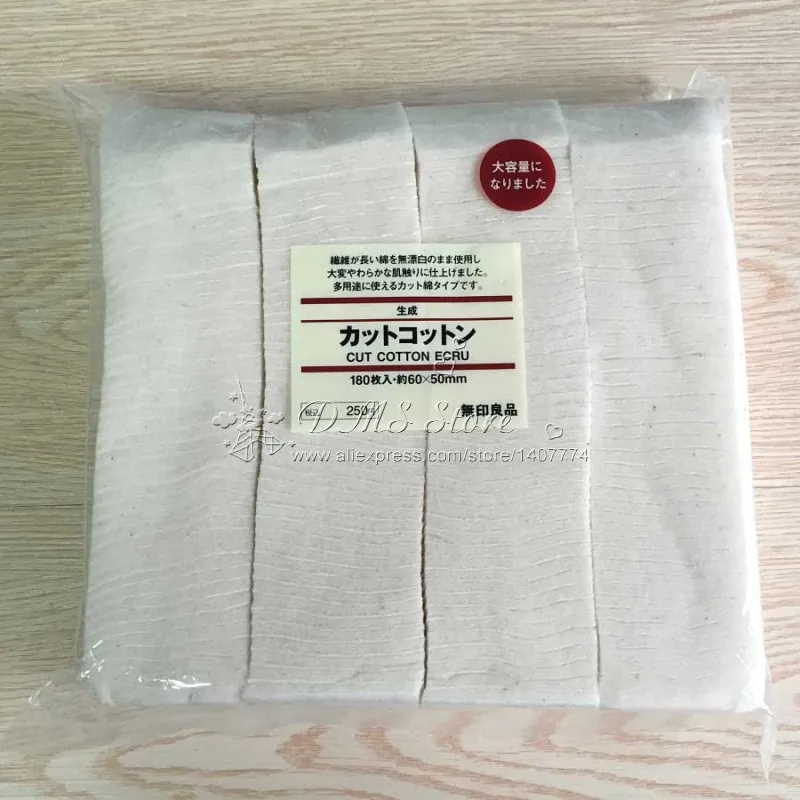 大容量に
なりました
繊維が長い綿を無漂白のまま使用し
大変やわらかな肌触りに仕上げました。
多用途に使えるカット綿タイプです。
生成
カットコットン
CUT COTTON ECRU
180枚入・約60×50mm
税込 250円
無印良品
DMS Store
www.aliexpress.com/store/1407774